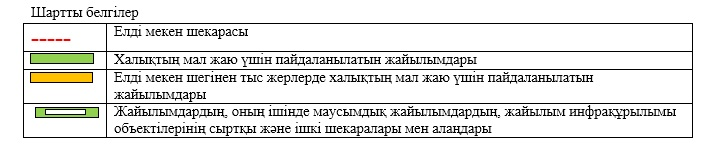 Шартты белгілер
Елді мекен шекарасы
Халықтың мал жаю үшін пайдаланылатын жайылымдары
Елді мекен шегінен тыс жерлерде халықтың мал жаю үшін пайдаланылатын
жайылымдары
Жайылымдардың, оның ішінде маусымдық жайылымдардың, жайылым инфрақұрылымы
объектілерінің сыртқы және ішкі шекаралары мен алаңдары